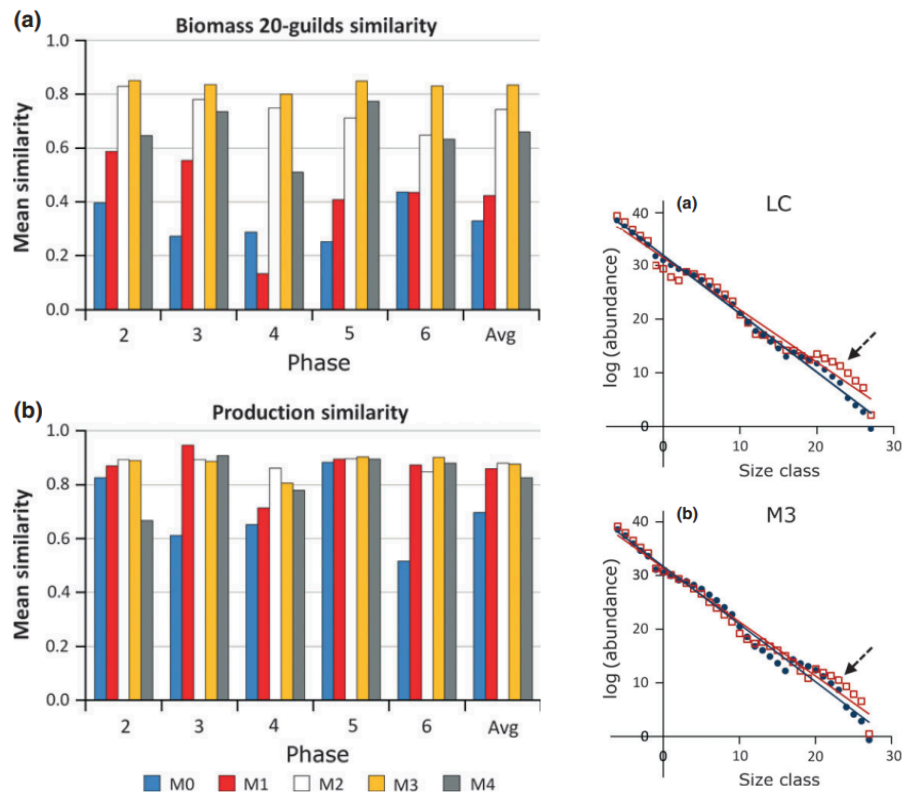 (a)
Biomass 20-guilds similarity
Mean similarity
1.0
0.8
0.6
0.4
0.2
0.0
2 3 4 5 6 Avg
Phase
(b)
Production similarity
Mean similarity
1.0
0.8
0.6
0.4
0.2
0.0
2 3 4 5 6 Avg
Phase
M0 M1 M2 M3 M4
(a) LC
log (abundance)
40
30
20
10
0
0 10 20 30
Size class
(b) M3
log (abundance)
40
30
20
10
0
0 10 20 30
Size class